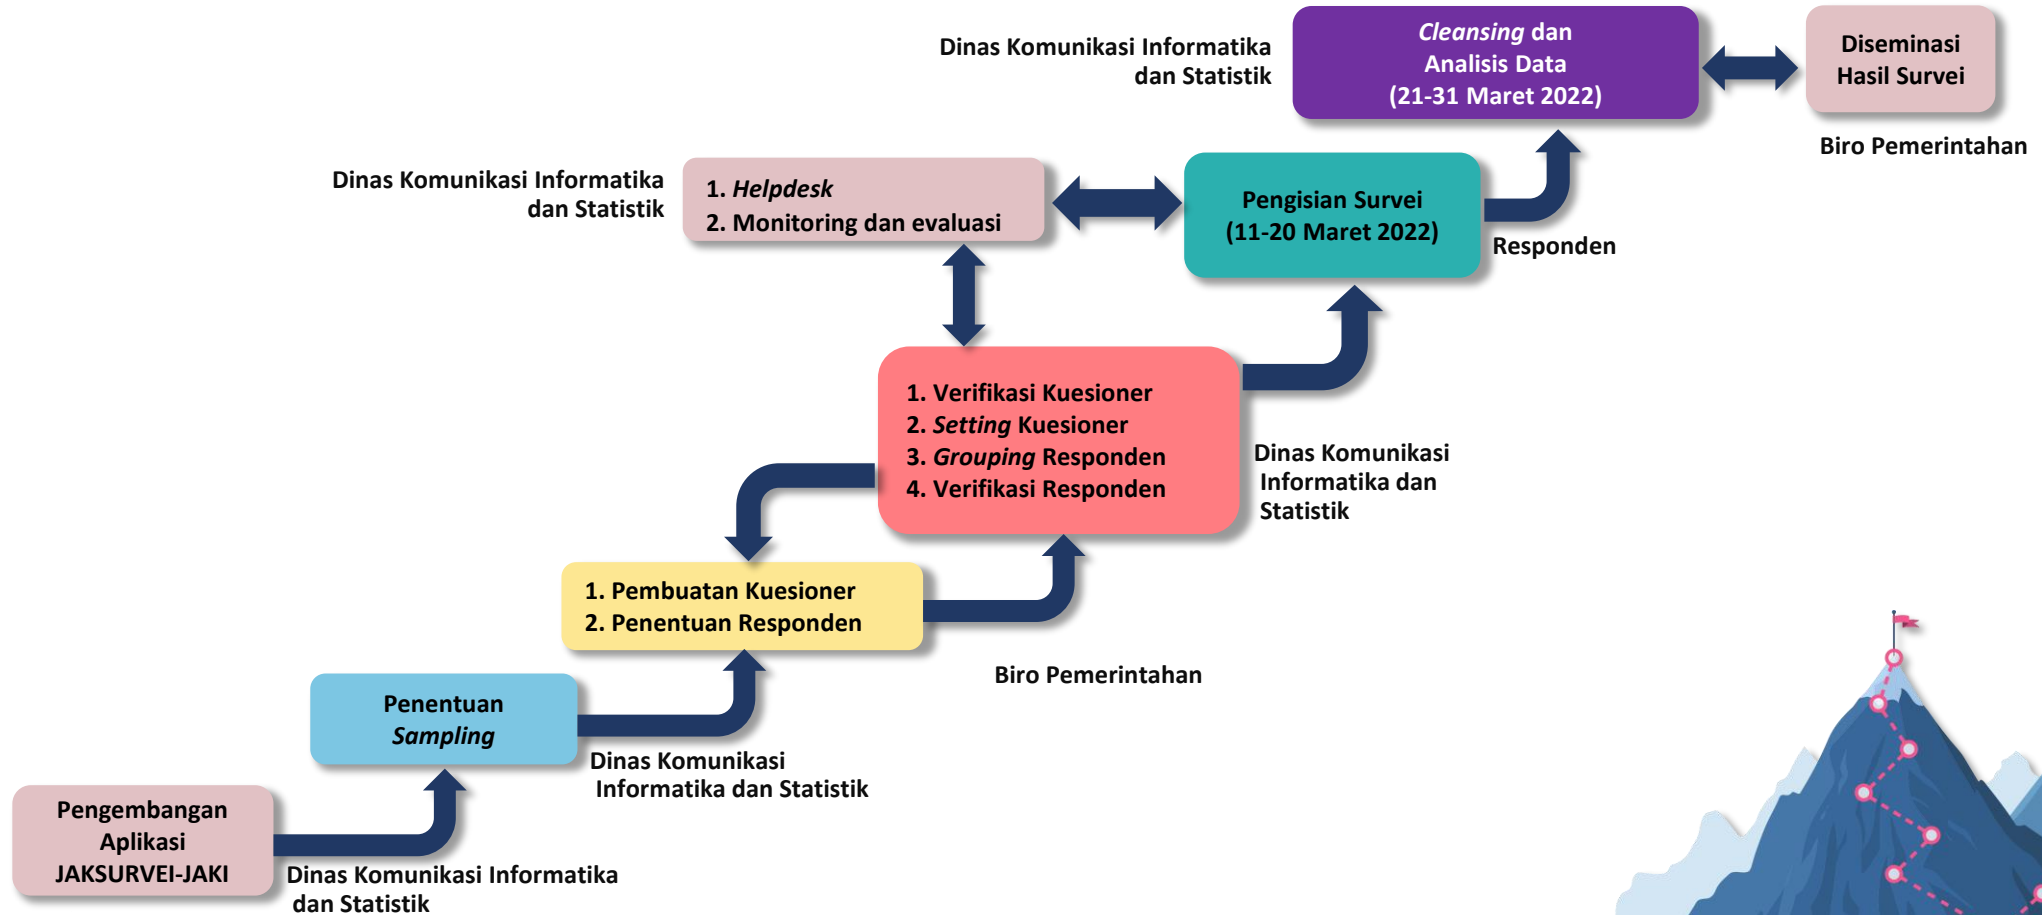 Dinas Komunikasi Informatika
dan Statistik
Cleansing dan
Analisis Data
(21-31 Maret 2022)
Diseminasi
Hasil Survei
Biro Pemerintahan
Dinas Komunikasi Informatika
dan Statistik
1. Helpdesk
2. Monitoring dan evaluasi
Pengisian Survei
(11-20 Maret 2022)
Responden
1. Verifikasi Kuesioner
2. Setting Kuesioner
3. Grouping Responden
4. Verifikasi Responden
Dinas Komunikasi
Informatika dan
Statistik
1. Pembuatan Kuesioner
2. Penentuan Responden
Biro Pemerintahan
Penentuan
Sampling
Dinas Komunikasi
Informatika dan Statistik
Pengembangan
Aplikasi
JAKSURVEI-JAKI
Dinas Komunikasi Informatika
dan Statistik